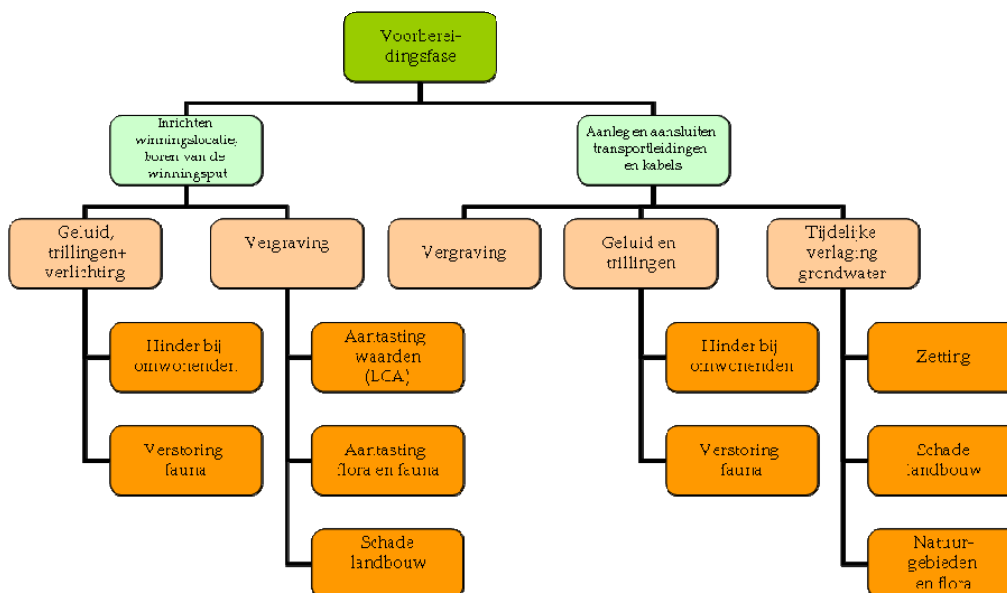 Voorberei-
dingsfase
Inrichten
winningslocatie,
boren van de
winningsput
Aanleg en aansluiten
transportleidingen
en kabels
Geluid,
trillingen+
verlichting
Vergraving
Vergraving
Geluid en
trillingen
Tijdelijke
verlaging
grondwater
Hinder bij
omwonenden
Aantasting
waarden
(LCA)
Hinder bij
omwonenden
Zetting
Verstoring
fauna
Aantasting
flora en fauna
Verstoring
fauna
Schade
landbouw
Schade
landbouw
Natuur-
gebieden
en flora